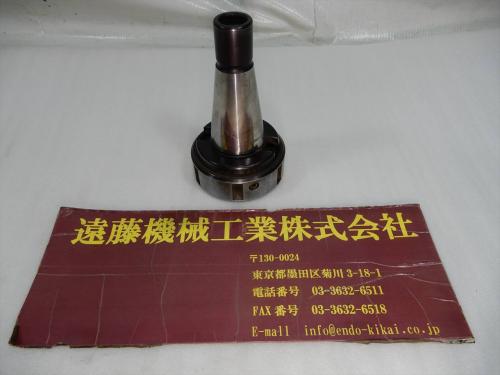 遠藤機械工業株式会社
〒130-0024
東京都墨田区菊川3-18-1
電話番号 03-3632-6511
FAX番号 03-3632-6518
E-mail info@endo-kikai.co.jp